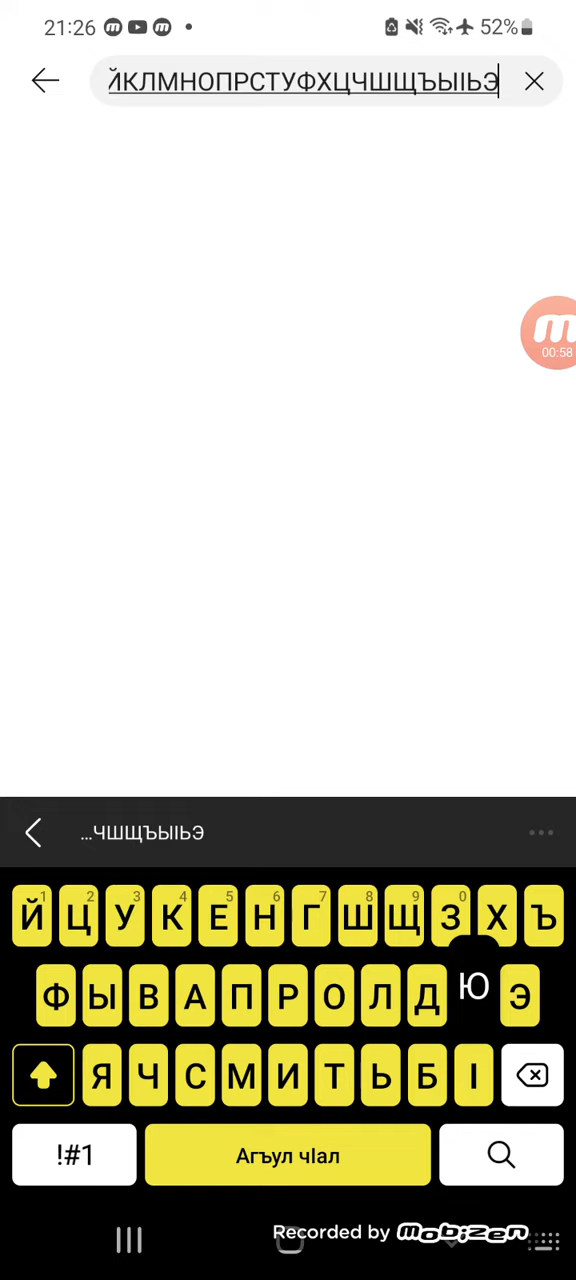 21:26 52%
ЙКЛМНОПРСТУФХЦЧШЩЪЫІЬЭ
00:58
...ЧШЩЪЫІЬЭ
1 2 3 4 5 6 7 8 9 0
Й Ц У К Е Н Г Ш Щ З Х Ъ
Ф Ы В А П Р О Л Д Ю Э
Я Ч С М И Т Ь Б І
!#1 Агъул чӀал
Recorded by mobizen